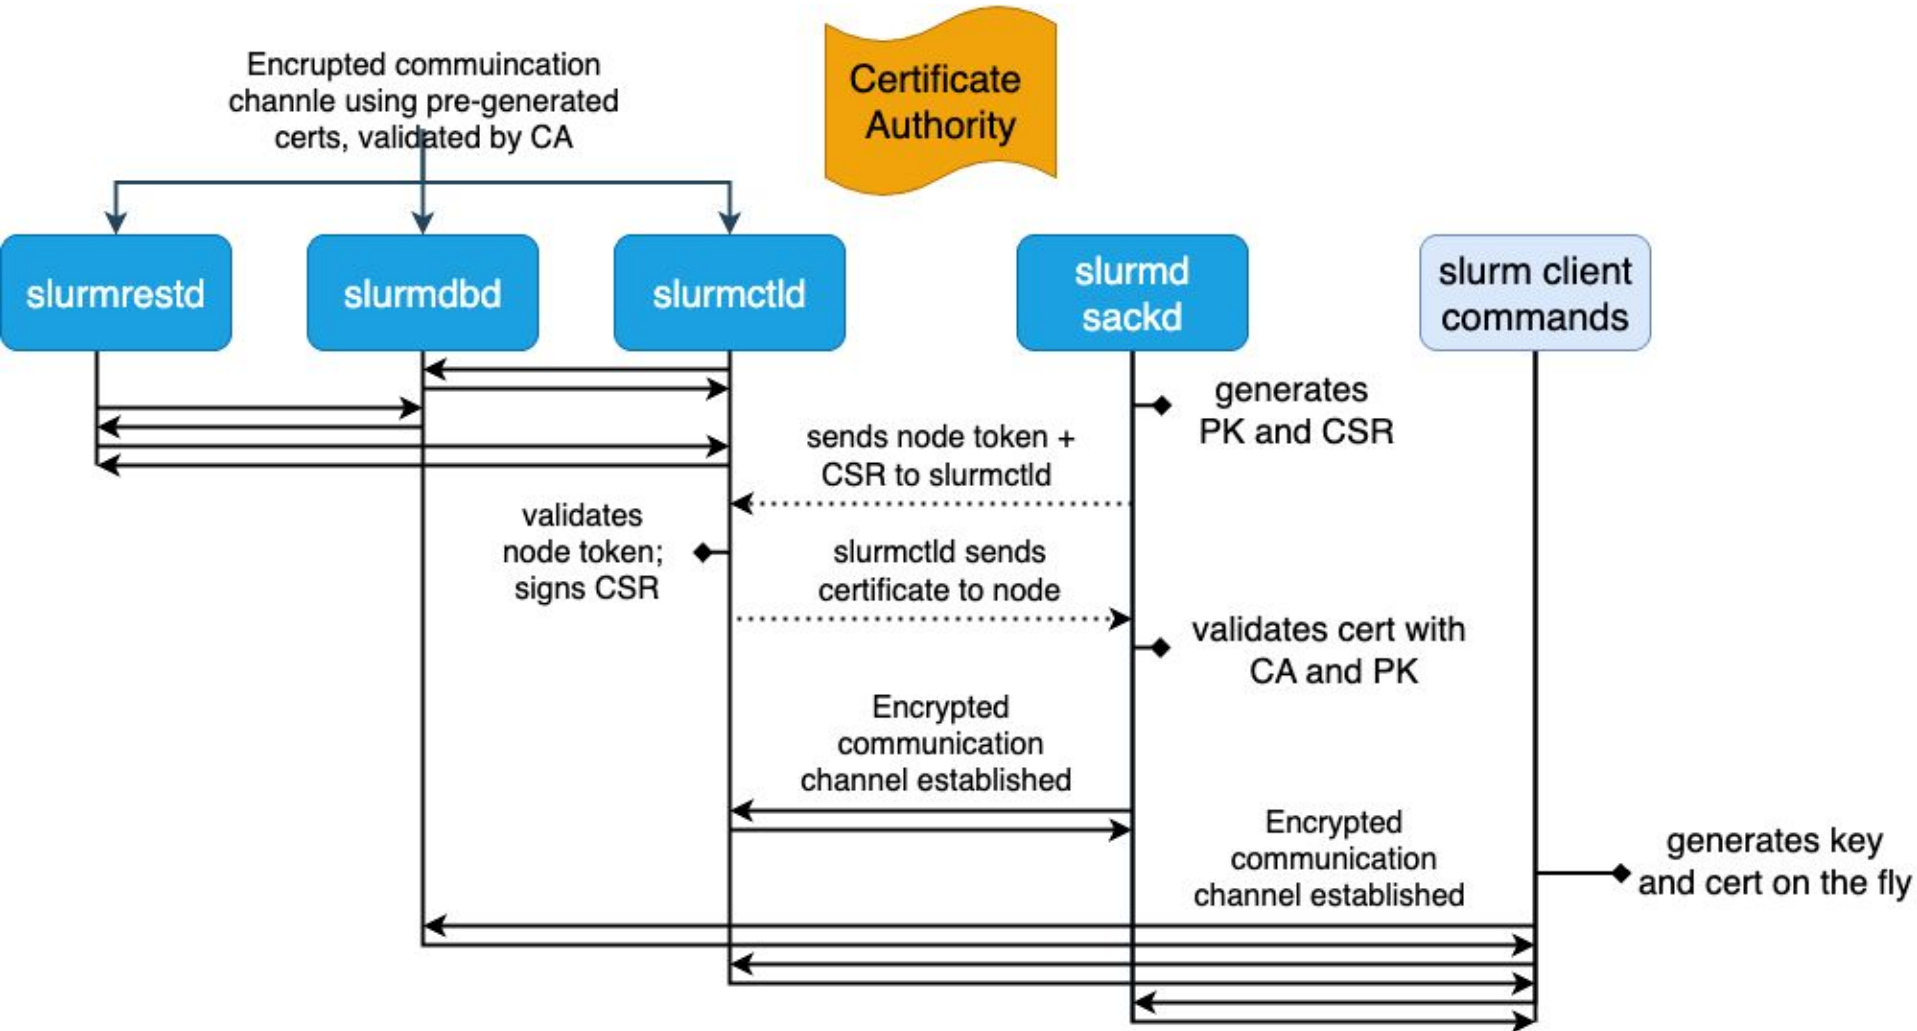 Encrupted commuincation
channle using pre-generated
certs, validated by CA
Certificate
Authority
slurmrestd
slurmdbd
slurmctld
slurmd
sackd
slurm client
commands
generates
PK and CSR
sends node token +
CSR to slurmctld
validates
node token;
signs CSR
slurmctld sends
certificate to node
validates cert with
CA and PK
Encrypted
communication
channel established
Encrypted
communication
channel established
generates key
and cert on the fly